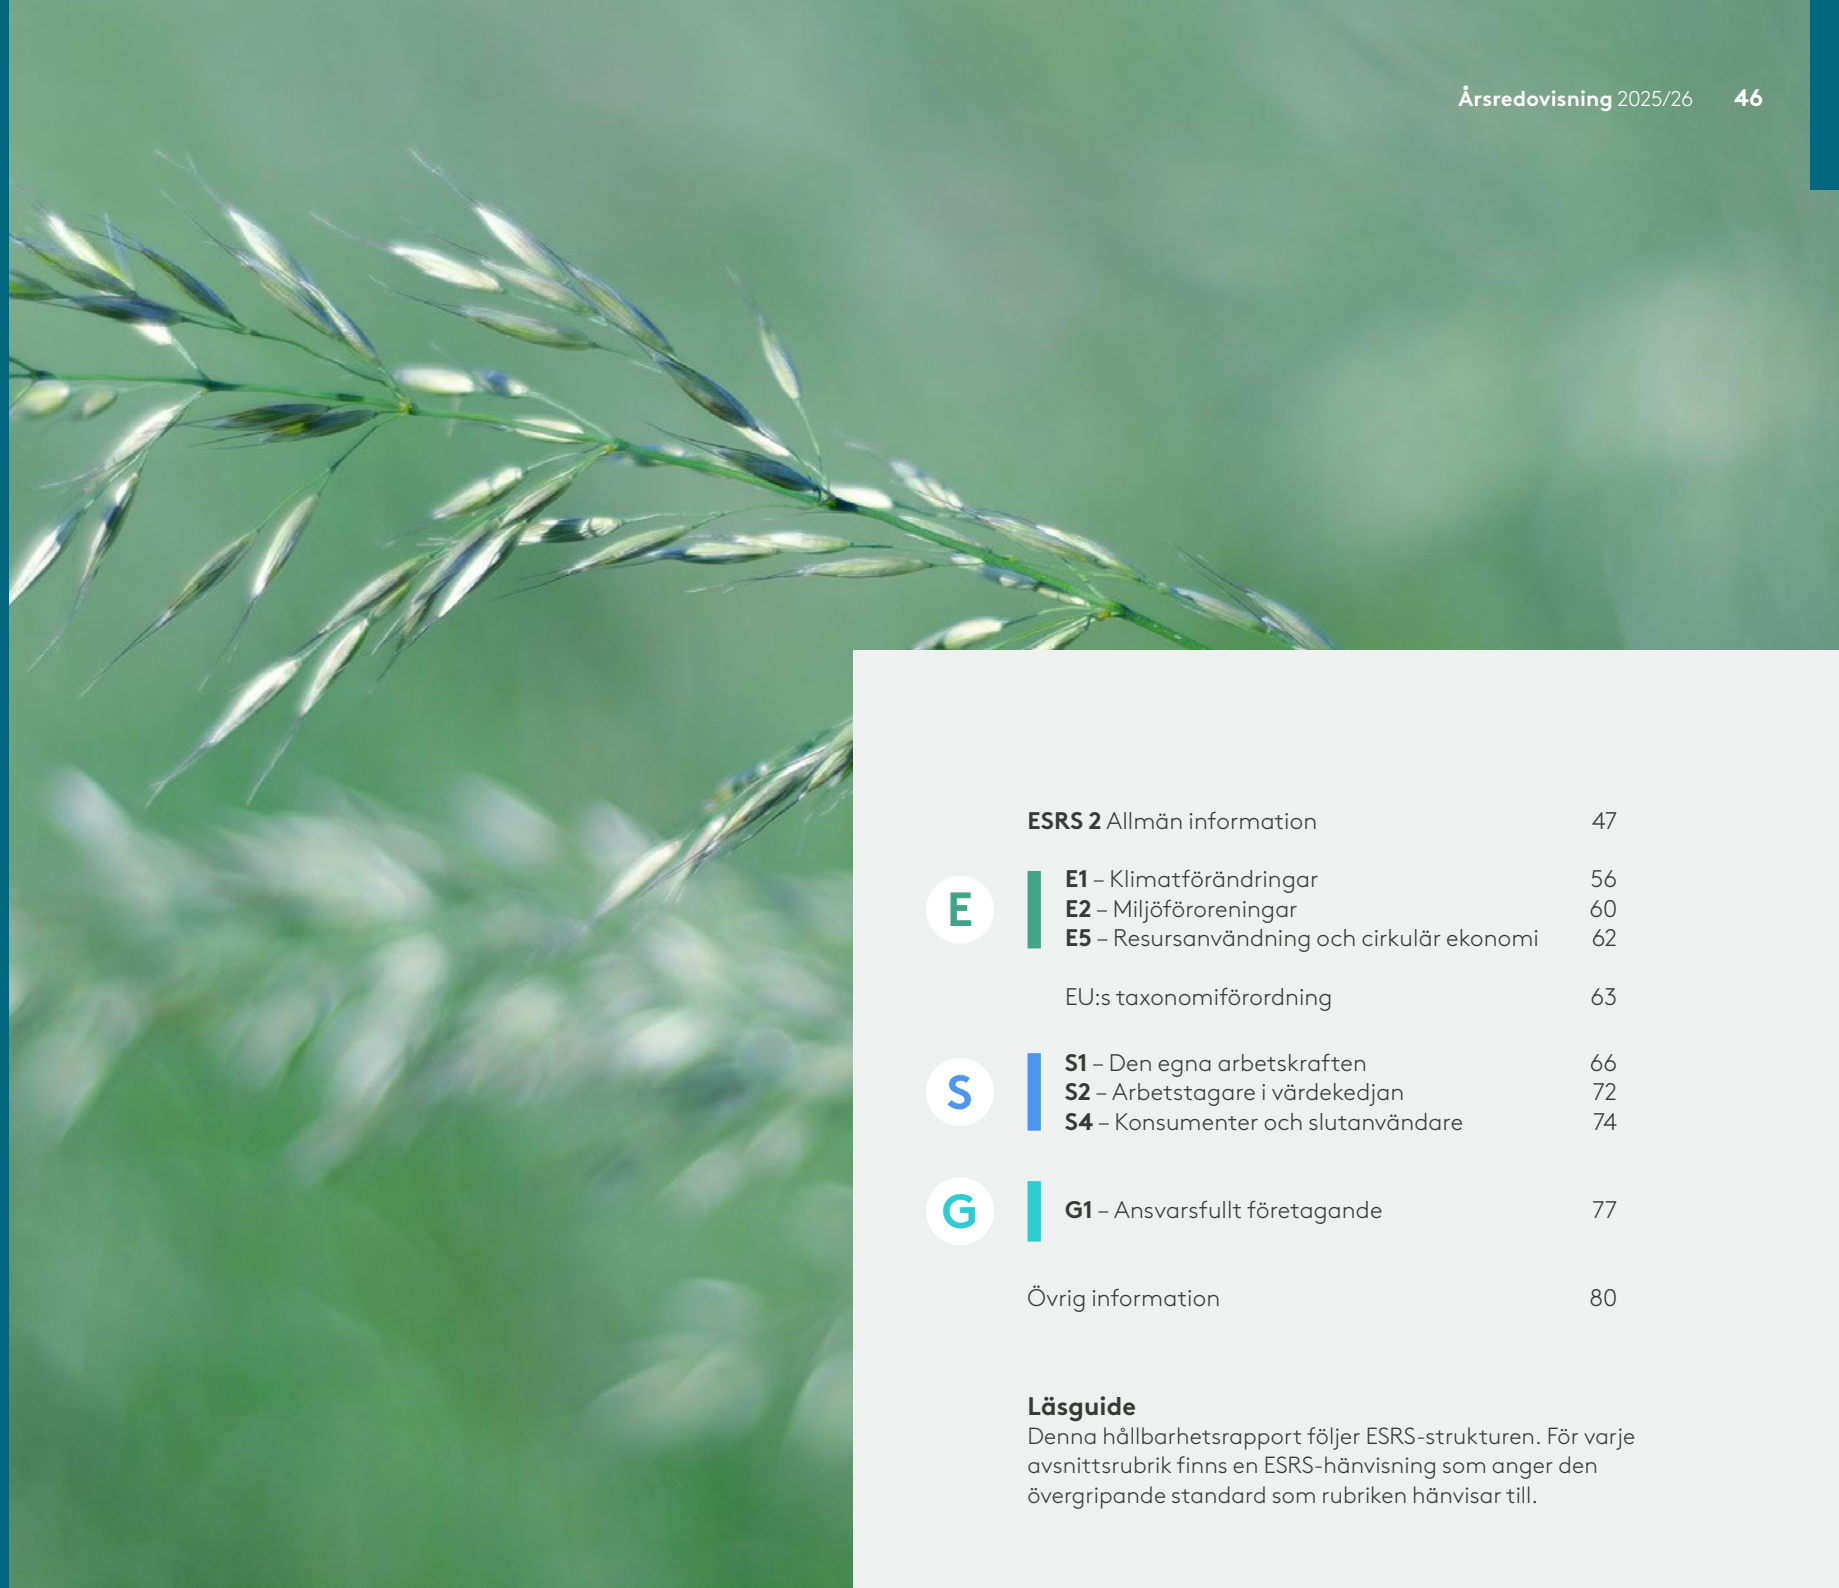 Årsredovisning 2025/26 46
ESRS 2 Allmän information 47
E
E1 – Klimatförändringar 56
E2 – Miljöföroreningar 60
E5 – Resursanvändning och cirkulär ekonomi 62
EU:s taxonomiförordning 63
S
S1 – Den egna arbetskraften 66
S2 – Arbetstagare i värdekedjan 72
S4 – Konsumenter och slutanvändare 74
G
G1 – Ansvarsfullt företagande 77
Övrig information 80
Läsguide
Denna hållbarhetsrapport följer ESRS-strukturen. För varje
avsnittsrubrik finns en ESRS-hänvisning som anger den
övergripande standard som rubriken hänvisar till.